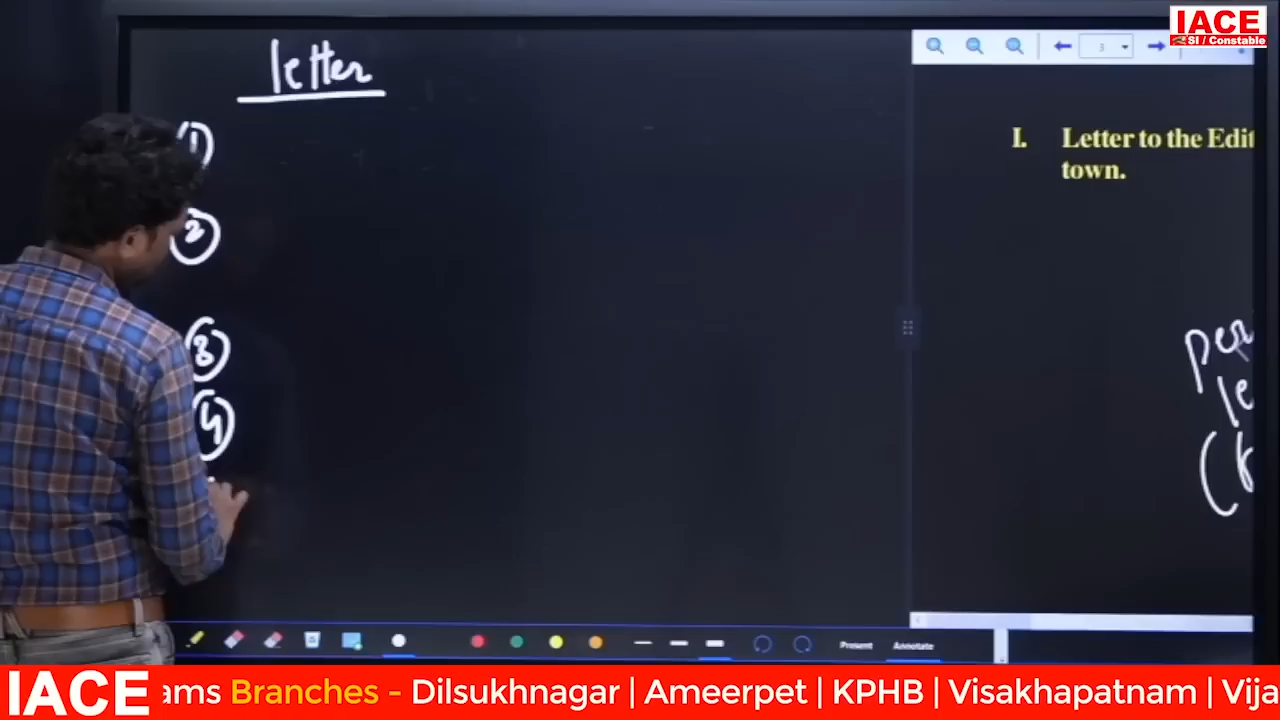 IACE
SI / Constable
letter
1
2
3
4
3
I. Letter to the Edit
town.
Present
Annotate
IACE
ams Branches - Dilsukhnagar | Ameerpet | KPHB | Visakhapatnam | Vija